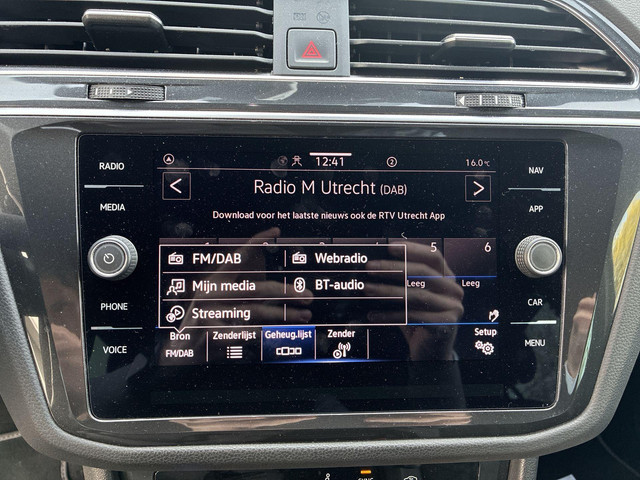 RADIO
MEDIA
PHONE
VOICE
NAV
APP
CAR
MENU
12:41
2
16.0°C
Radio M Utrecht (DAB)
Download voor het laatste nieuws ook de RTV Utrecht App
5
6
Leeg
Leeg
FM/DAB
Webradio
Mijn media
BT-audio
Streaming
Bron
FM/DAB
Zenderlijst
Geheug.lijst
Zender
Setup